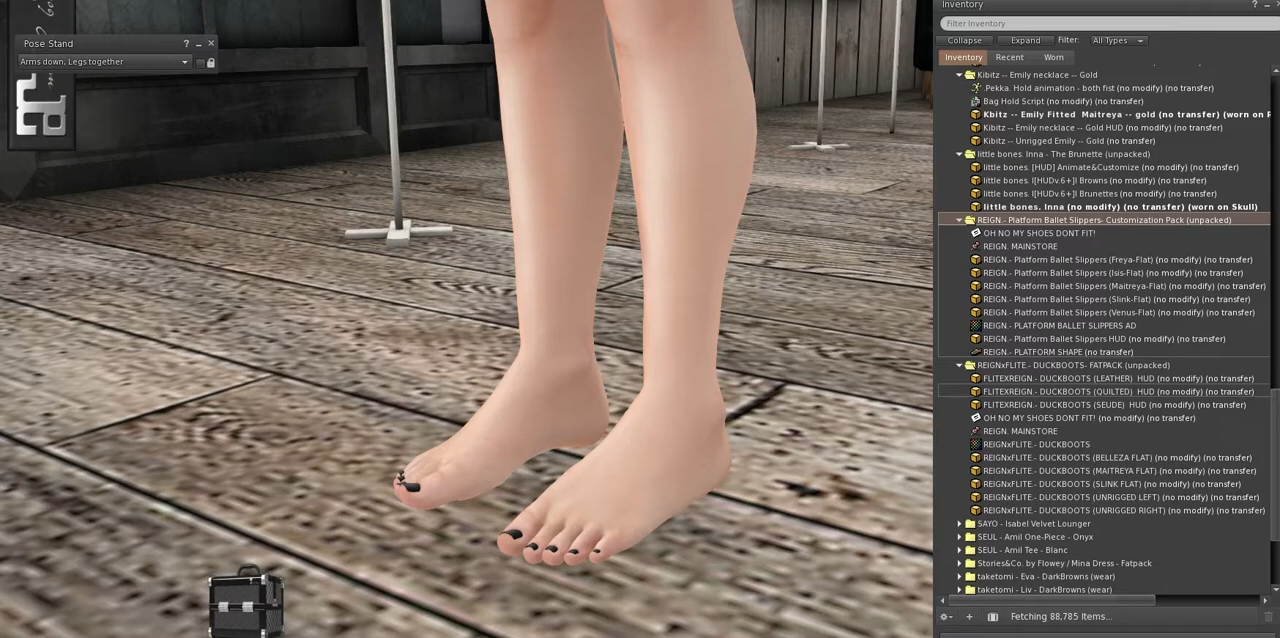 Pose Stand
Arms down, Legs together
Inventory
Filter Inventory
Collapse
Expand
Filter:
All Types
Inventory
Recent
Worn
Kibitz -- Emily necklace -- Gold
.Pekka. Hold animation - both fist (no modify) (no transfer)
Bag Hold Script (no modify) (no transfer)
Kbitz -- Emily Fitted Maitreya -- gold (no transfer) (worn on
Kibitz -- Emily necklace -- Gold HUD (no modify) (no transfer)
Kibitz -- Unrigged Emily -- Gold (no transfer)
little bones. Inna - The Brunette (unpacked)
little bones. [HUD] Animate&Customize (no modify) (no transfer)
little bones. I[HUDv.6+]I Browns (no modify) (no transfer)
little bones. I[HUDv.6+]I Brunettes (no modify) (no transfer)
little bones. Inna (no modify) (no transfer) (worn on Skull)
REIGN.- Platform Ballet Slippers- Customization Pack (unpacked)
OH NO MY SHOES DONT FIT!
REIGN. MAINSTORE
REIGN.- Platform Ballet Slippers (Freya-Flat) (no modify) (no transfer)
REIGN.- Platform Ballet Slippers (Isis-Flat) (no modify) (no transfer)
REIGN.- Platform Ballet Slippers (Maitreya-Flat) (no modify) (no transfer)
REIGN.- Platform Ballet Slippers (Slink-Flat) (no modify) (no transfer)
REIGN.- Platform Ballet Slippers (Venus-Flat) (no modify) (no transfer)
REIGN.- PLATFORM BALLET SLIPPERS AD
REIGN.- Platform Ballet Slippers HUD (no modify) (no transfer)
REIGN.- PLATFORM SHAPE (no transfer)
REIGNxFLITE.- DUCKBOOTS- FATPACK (unpacked)
FLITEXREIGN.- DUCKBOOTS (LEATHER) HUD (no modify) (no transfer)
FLITEXREIGN.- DUCKBOOTS (QUILTED) HUD (no modify) (no transfer)
FLITEXREIGN.- DUCKBOOTS (SEUDE) HUD (no modify) (no transfer)
OH NO MY SHOES DONT FIT! (no modify) (no transfer)
REIGN. MAINSTORE
REIGNxFLITE.- DUCKBOOTS
REIGNxFLITE.- DUCKBOOTS (BELLEZA FLAT) (no modify) (no transfer)
REIGNxFLITE.- DUCKBOOTS (MAITREYA FLAT) (no modify) (no transfer)
REIGNxFLITE.- DUCKBOOTS (SLINK FLAT) (no modify) (no transfer)
REIGNxFLITE.- DUCKBOOTS (UNRIGGED LEFT) (no modify) (no transfer)
REIGNxFLITE.- DUCKBOOTS (UNRIGGED RIGHT) (no modify) (no transfer)
SAYO - Isabel Velvet Lounger
SEUL - Amil One-Piece - Onyx
SEUL - Amil Tee - Blanc
Stories&Co. by Flowey / Mina Dress - Fatpack
taketomi - Eva - DarkBrowns (wear)
taketomi - Liv - DarkBrowns (wear)
Fetching 88,785 Items...